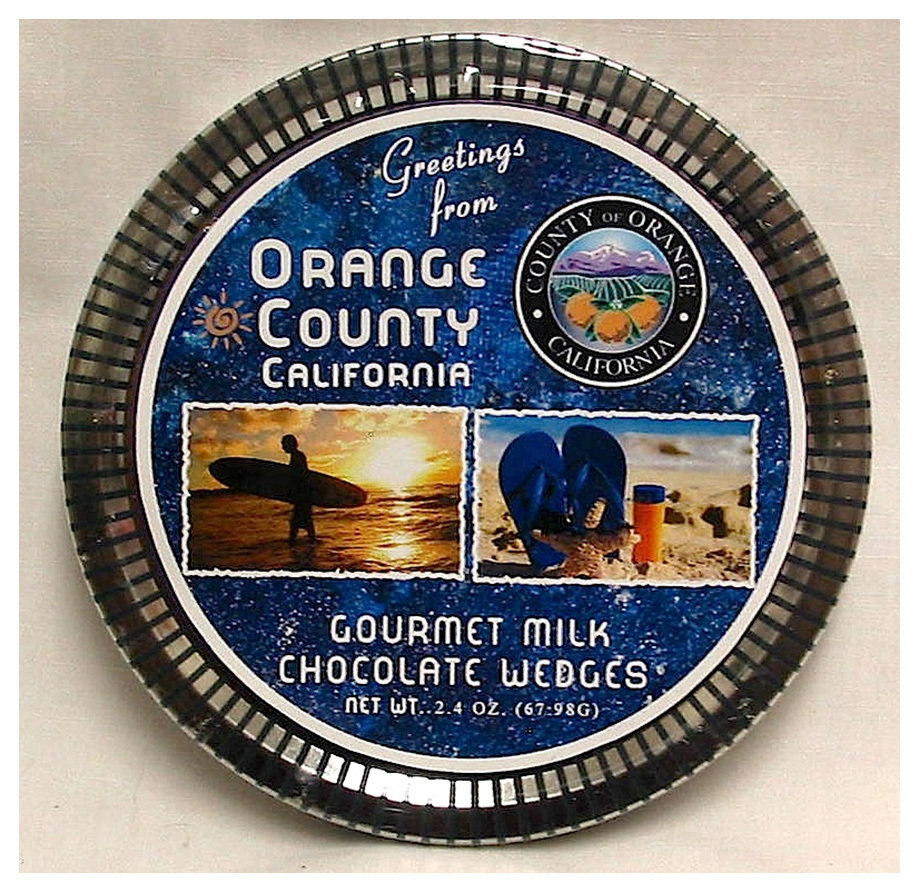 Greetings
from
ORANGE
COUNTY
CALIFORNIA
COUNTY OF ORANGE
• CALIFORNIA •
GOURMET MILK
CHOCOLATE WEDGES
NET WT. 2.4 OZ. (67.98G)